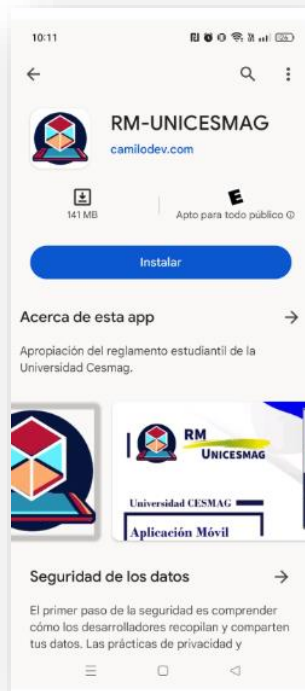 10:11
RM-UNICESMAG
camilodev.com
141 MB
Apto para todo público
Instalar
Acerca de esta app
Apropiación del reglamento estudiantil de la
Universidad Cesmag.
RM
UNICESMAG
Universidad CESMAG
Aplicación Móvil
Seguridad de los datos
El primer paso de la seguridad es comprender
cómo los desarrolladores recopilan y comparten
tus datos. Las prácticas de privacidad y